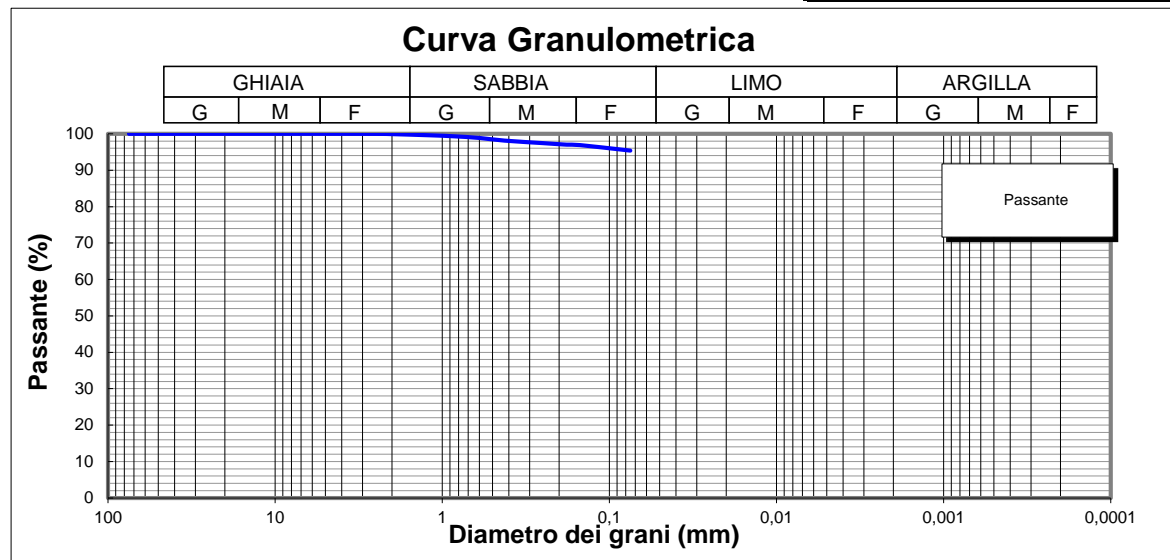 Curva Granulometrica
GHIAIA SABBIA LIMO ARGILLA
G M F G M F G M F G M F
100
90
80
70
60
50
40
30
20
10
0
Passante (%)
Passante
100 10 1 0,1 0,01 0,001 0,0001
Diametro dei grani (mm)